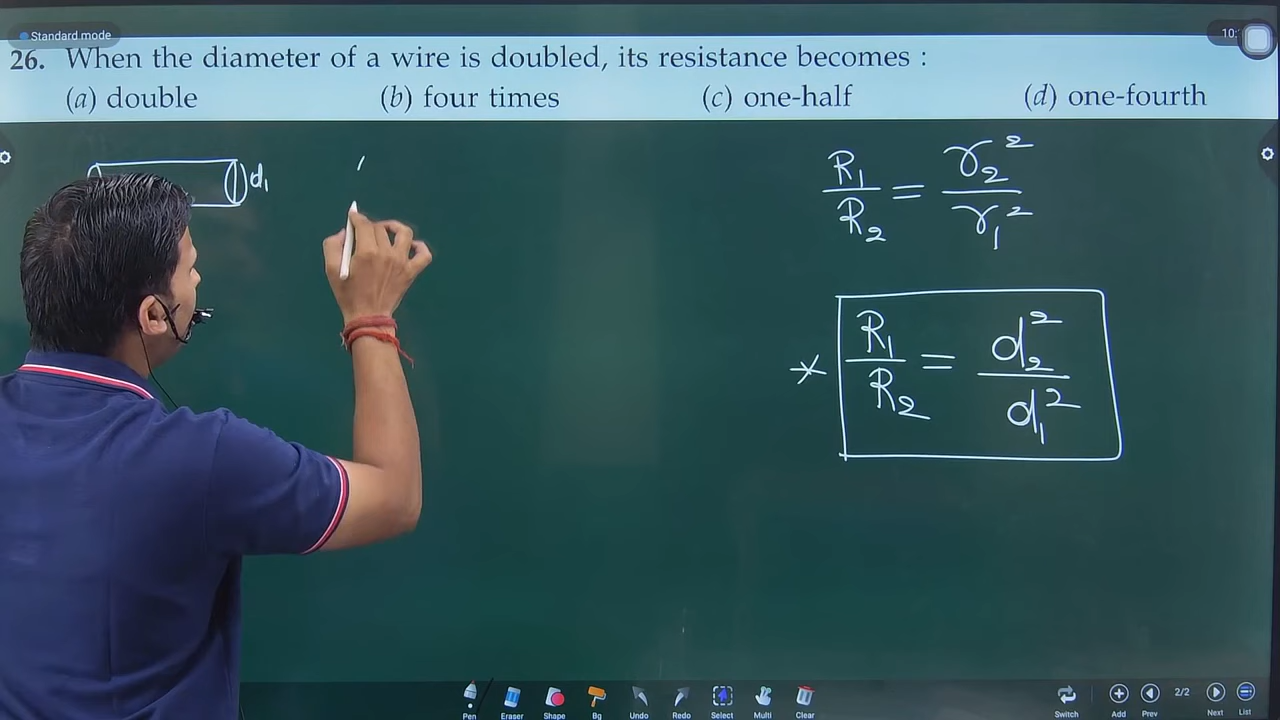 Standard mode
10:
26. When the diameter of a wire is doubled, its resistance becomes :
(a) double (b) four times (c) one-half (d) one-fourth
d₁
R₁/R₂ = r₂²/r₁²
* R₁/R₂ = d₂²/d₁²
Pen Eraser Shape Bg Undo Redo Select Multi Clear Switch Add Prev 2/2 Next List